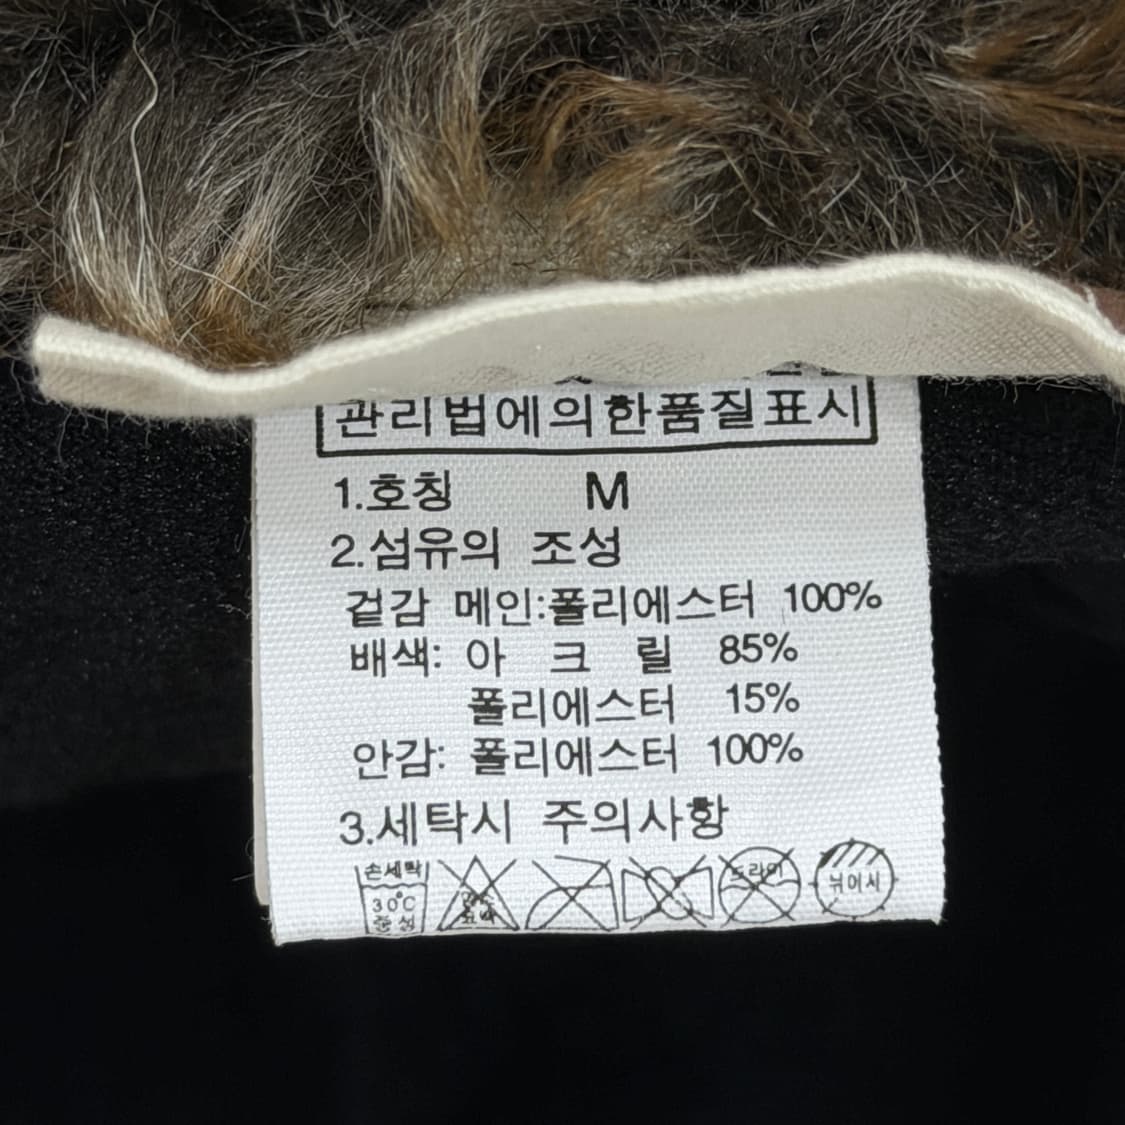 관리법에의한품질표시
1.호칭 M
2.섬유의 조성
겉감 메인:폴리에스터 100%
배색: 아 크 릴 85%
폴리에스터 15%
안감: 폴리에스터 100%
3.세탁시 주의사항
손세탁 드라이
30°C 뉘어서
중성 표백